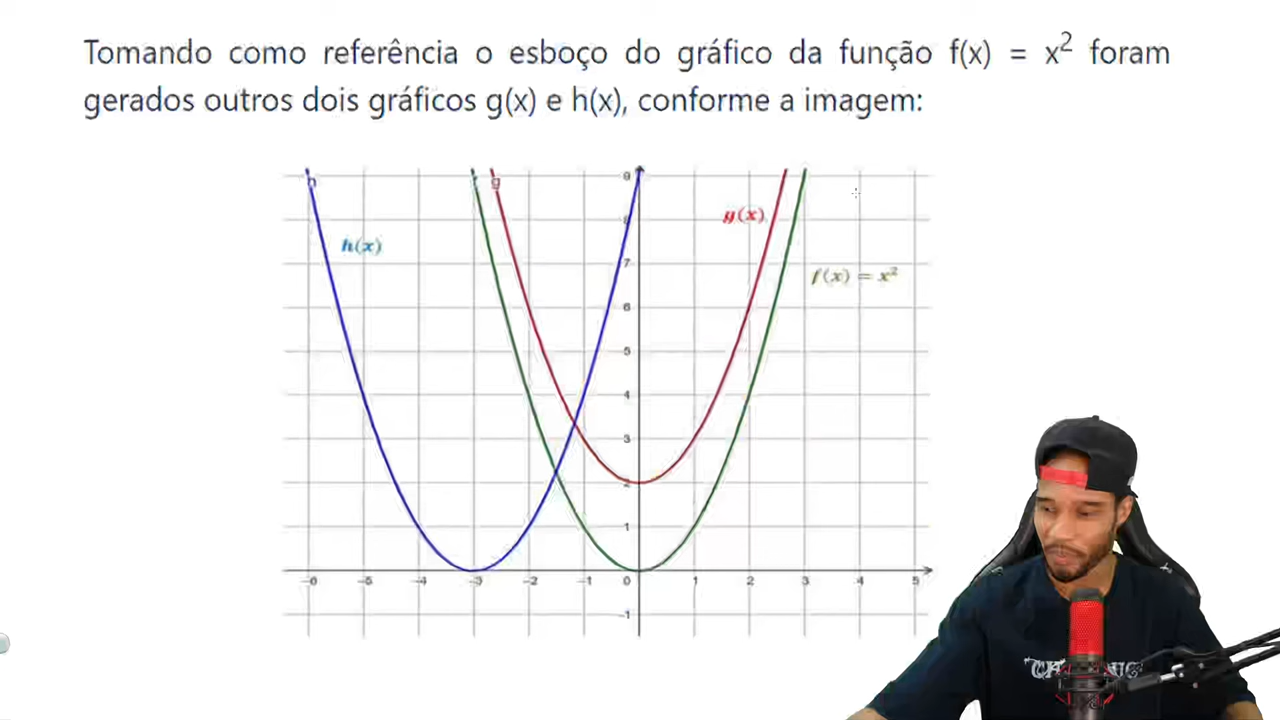 Tomando como referência o esboço do gráfico da função f(x) = x² foram
gerados outros dois gráficos g(x) e h(x), conforme a imagem:
h g 9
g(x)
8
h(x)
7
f(x) = x²
6
5
4
3
2
1
-6 -5 -4 -3 -2 -1 0 1 2 3 4 5
-1